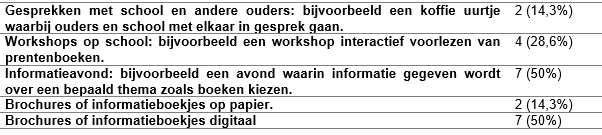 Gesprekken met school en andere ouders: bijvoorbeeld een koffie uurtje 2 (14,3%)
waarbij ouders en school met elkaar in gesprek gaan.
Workshops op school: bijvoorbeeld een workshop interactief voorlezen van 4 (28,6%)
prentenboeken.
Informatieavond: bijvoorbeeld een avond waarin informatie gegeven wordt 7 (50%)
over een bepaald thema zoals boeken kiezen.
Brochures of informatieboekjes op papier. 2 (14,3%)
Brochures of informatieboekjes digitaal 7 (50%)